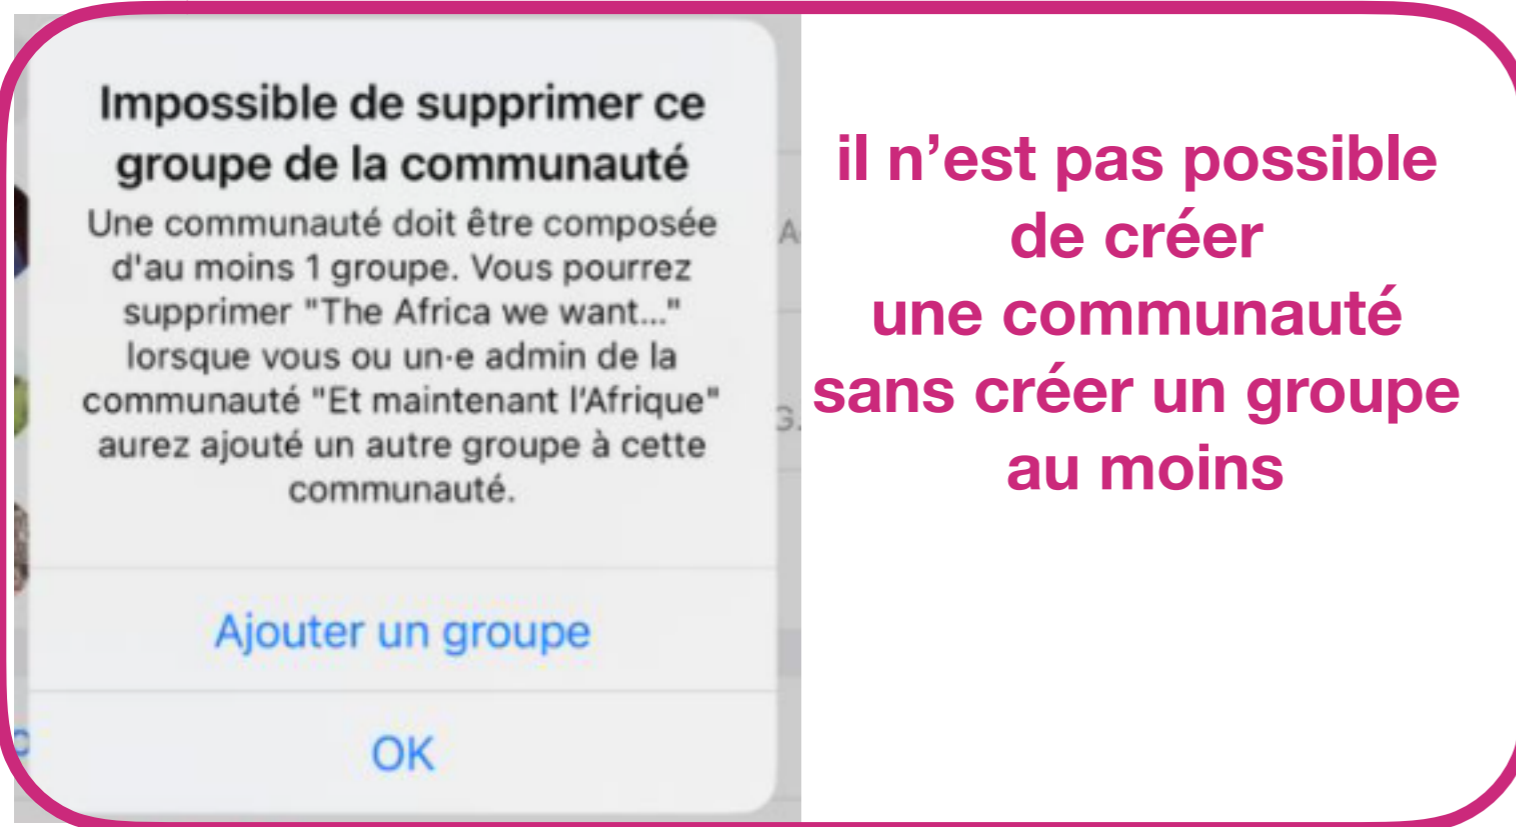 Impossible de supprimer ce
groupe de la communauté
Une communauté doit être composée
d'au moins 1 groupe. Vous pourrez
supprimer "The Africa we want..."
lorsque vous ou un·e admin de la
communauté "Et maintenant l'Afrique"
aurez ajouté un autre groupe à cette
communauté.
Ajouter un groupe
OK
il n’est pas possible
de créer
une communauté
sans créer un groupe
au moins